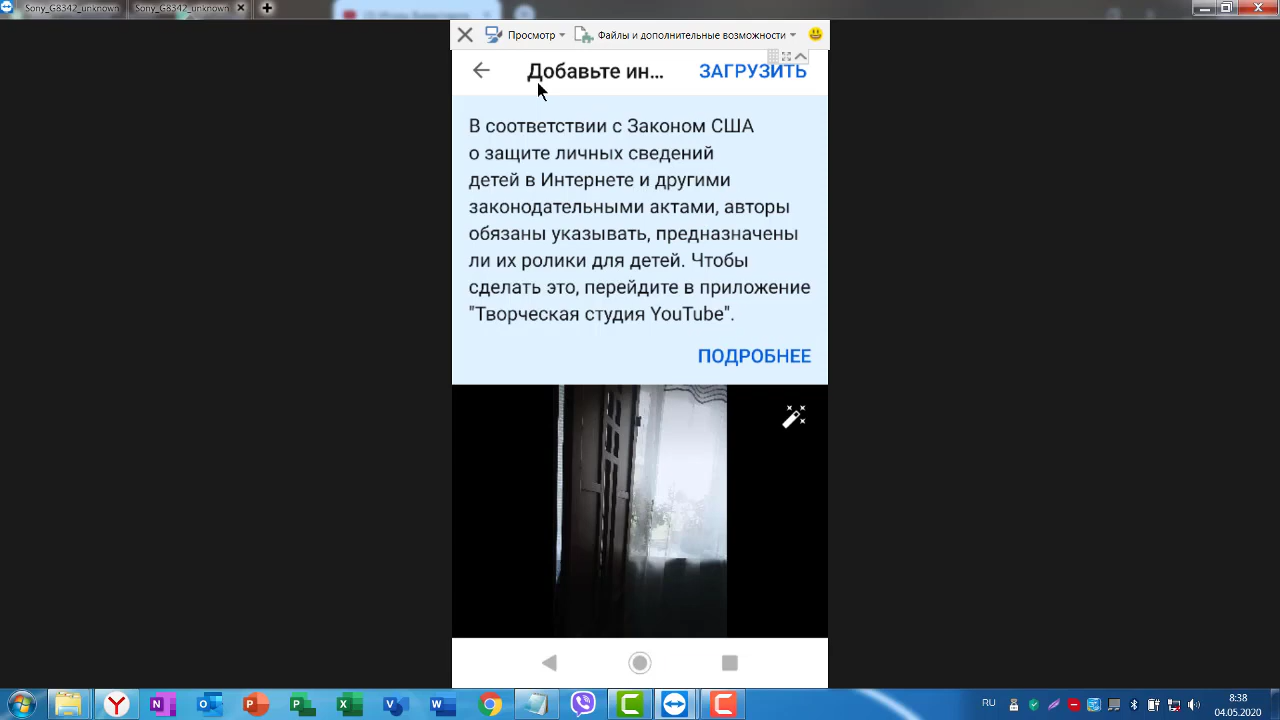 Sony_G8342_unknown
Sony_G8342_unknown
Просмотр
Файлы и дополнительные возможности
Добавьте ин...
ЗАГРУЗИТЬ
В соответствии с Законом США
о защите личных сведений
детей в Интернете и другими
законодательными актами, авторы
обязаны указывать, предназначены
ли их ролики для детей. Чтобы
сделать это, перейдите в приложение
"Творческая студия YouTube".
ПОДРОБНЕЕ
RU
8:38
04.05.2020